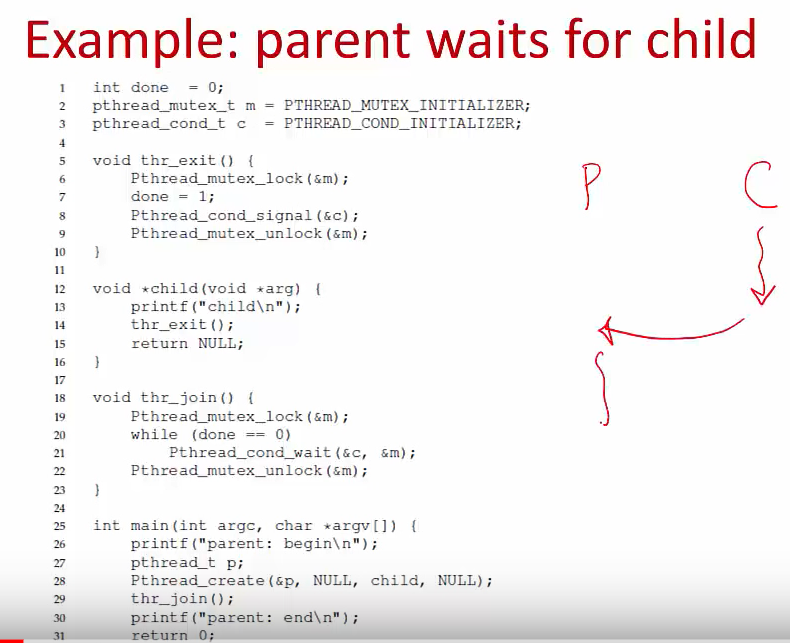 Example: parent waits for child
1 int done = 0;
2 pthread_mutex_t m = PTHREAD_MUTEX_INITIALIZER;
3 pthread_cond_t c = PTHREAD_COND_INITIALIZER;
4
5 void thr_exit() {
6 Pthread_mutex_lock(&m);
7 done = 1;
8 Pthread_cond_signal(&c);
9 Pthread_mutex_unlock(&m);
10 }
11
12 void *child(void *arg) {
13 printf("child\n");
14 thr_exit();
15 return NULL;
16 }
17
18 void thr_join() {
19 Pthread_mutex_lock(&m);
20 while (done == 0)
21 Pthread_cond_wait(&c, &m);
22 Pthread_mutex_unlock(&m);
23 }
24
25 int main(int argc, char *argv[]) {
26 printf("parent: begin\n");
27 pthread_t p;
28 Pthread_create(&p, NULL, child, NULL);
29 thr_join();
30 printf("parent: end\n");
31 return 0;
P C